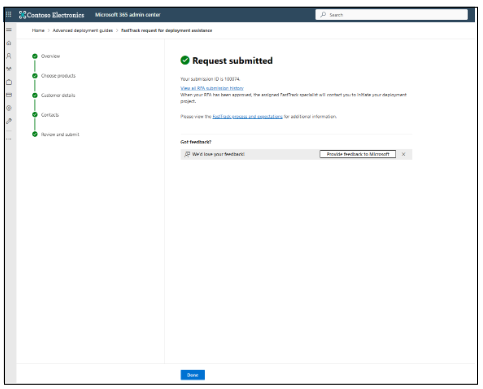 Contoso Electronics Microsoft 365 admin center Search
Home Advanced deployment guides FastTrack request for deployment assistance
Overview
Choose products
Customer details
Contacts
Review and submit
Request submitted
Your submission ID is 100074.
View all RFA submission history
When your RFA has been approved, the assigned FastTrack specialist will contact you to initiate your deployment
project.
Please view the FastTrack process and expectations for additional information.
Got feedback?
We'd love your feedback! Provide feedback to Microsoft
Done